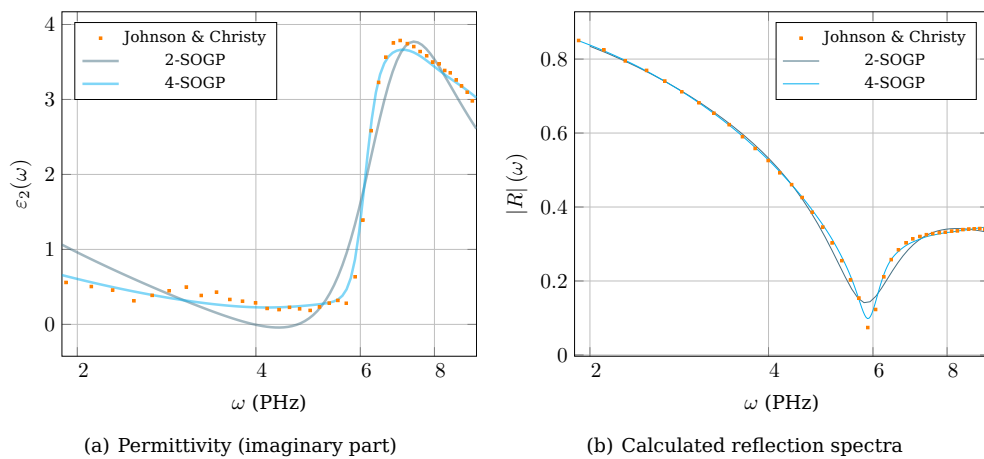 4
3
2
1
0
ε₂(ω)
2
4
6
8
ω (PHz)
Johnson & Christy
2-SOGP
4-SOGP
(a) Permittivity (imaginary part)
0.8
0.6
0.4
0.2
0
|R| (ω)
2
4
6
8
ω (PHz)
Johnson & Christy
2-SOGP
4-SOGP
(b) Calculated reflection spectra